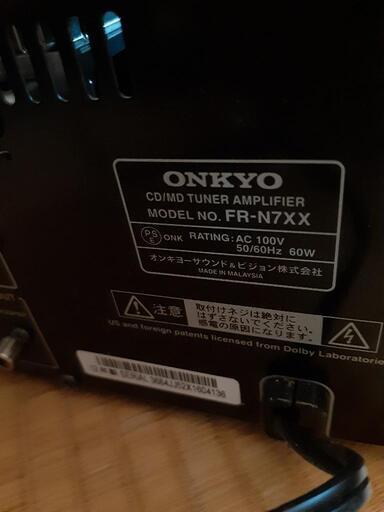 ONKYO
CD/MD TUNER AMPLIFIER
MODEL NO. FR-N7XX
PS E ONK RATING: AC 100V
50/60Hz 60W
オンキヨーサウンド&ビジョン株式会社
MADE IN MALAYSIA
注意
取付けネジは絶対に
はずさないでください。
感電の原因になります。
US and foreign patents licensed from Dolby Laboratorie
SERIAL